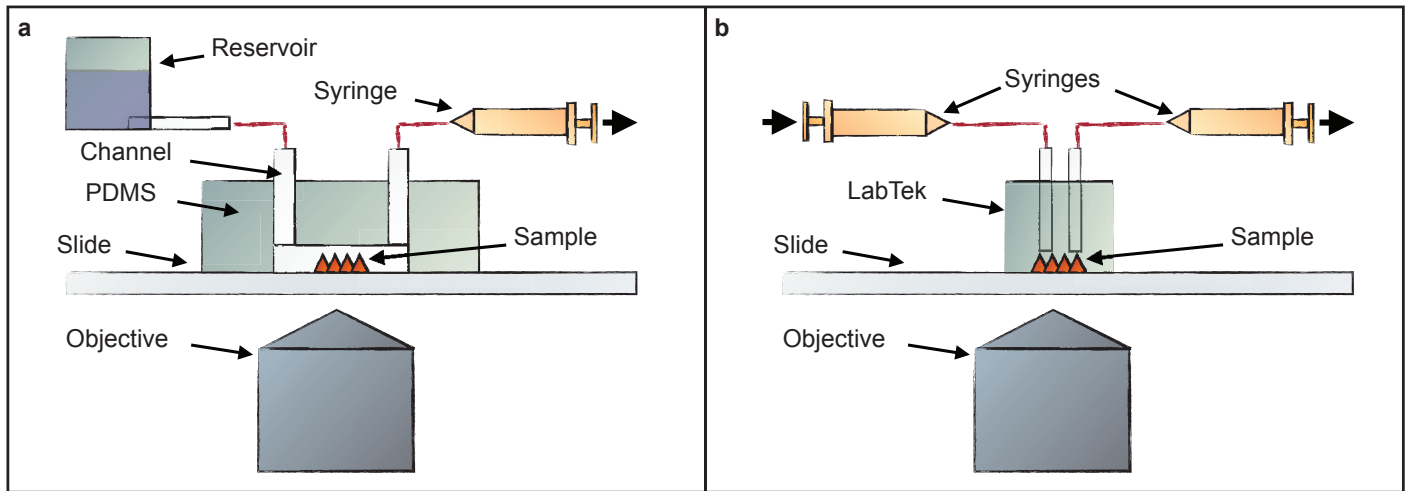 a
Reservoir
Syringe
Channel
PDMS
Slide
Sample
Objective
b
Syringes
LabTek
Slide
Sample
Objective